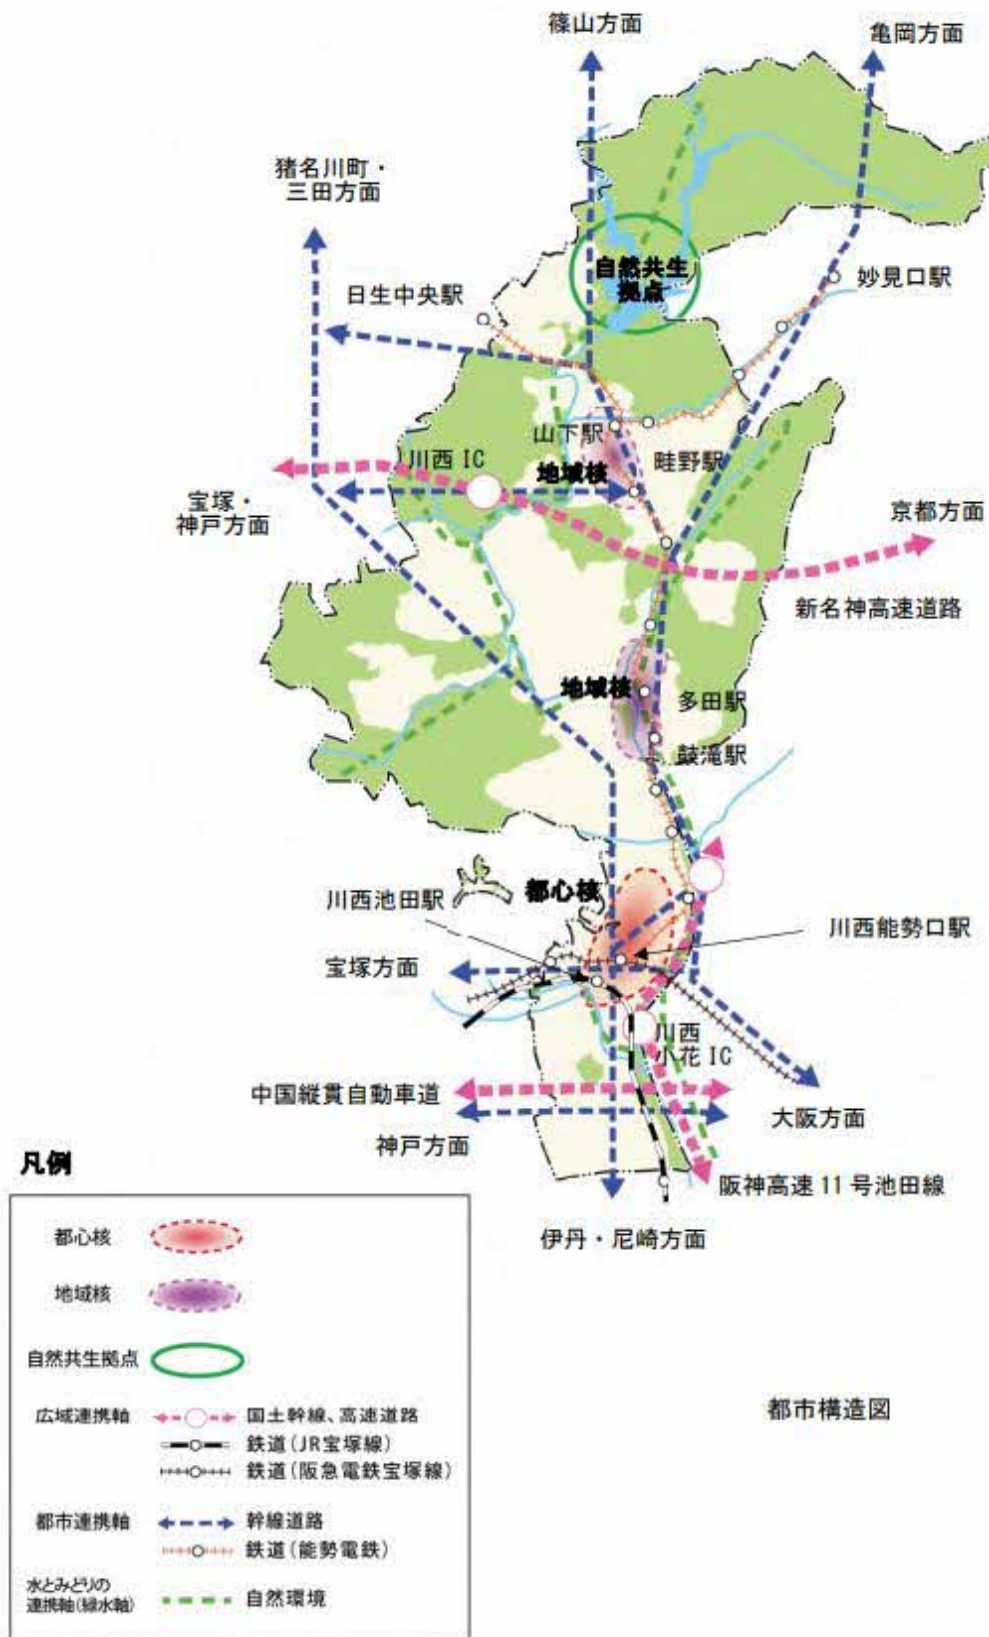 篠山方面
亀岡方面
猪名川町・
三田方面
自然共生
拠点
妙見口駅
日生中央駅
山下駅
川西 IC
地域核
畦野駅
宝塚・
神戸方面
京都方面
新名神高速道路
地域核
多田駅
鼓滝駅
川西池田駅
都心核
川西能勢口駅
宝塚方面
川西
小花 IC
中国縦貫自動車道
大阪方面
神戸方面
阪神高速 11 号池田線
伊丹・尼崎方面
凡例
都心核
地域核
自然共生拠点
広域連携軸
国土幹線、高速道路
鉄道(JR宝塚線)
鉄道(阪急電鉄宝塚線)
都市連携軸
幹線道路
鉄道(能勢電鉄)
水とみどりの
連携軸(緑水軸)
自然環境
都市構造図